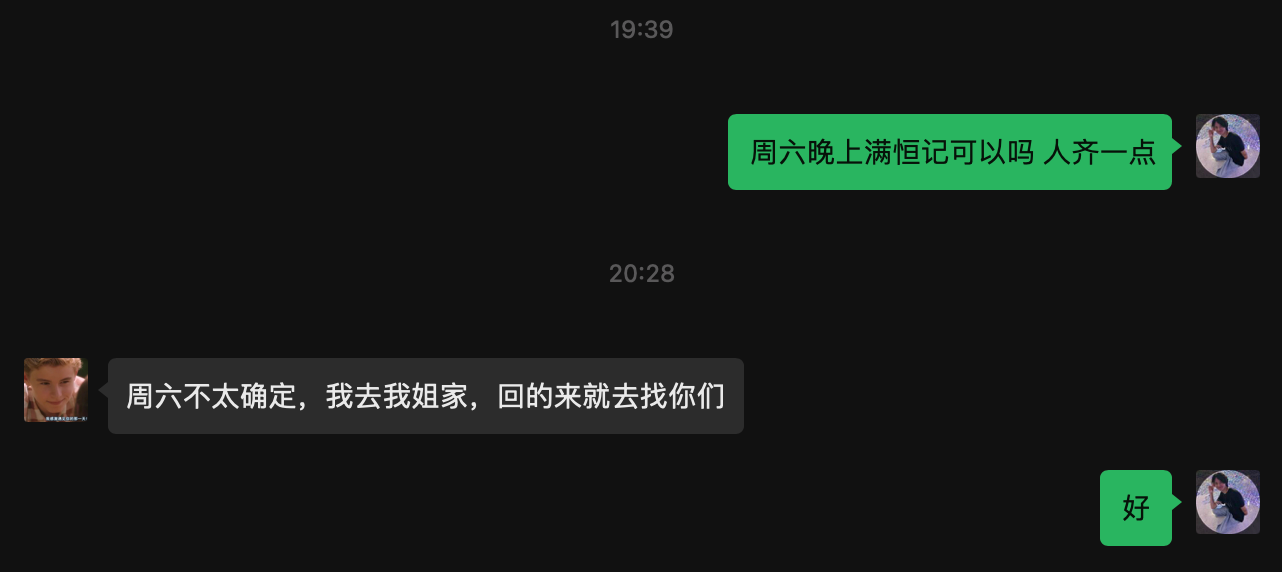 19:39
周六晚上满恒记可以吗 人齐一点
20:28
周六不太确定，我去我姐家，回的来就去找你们
好